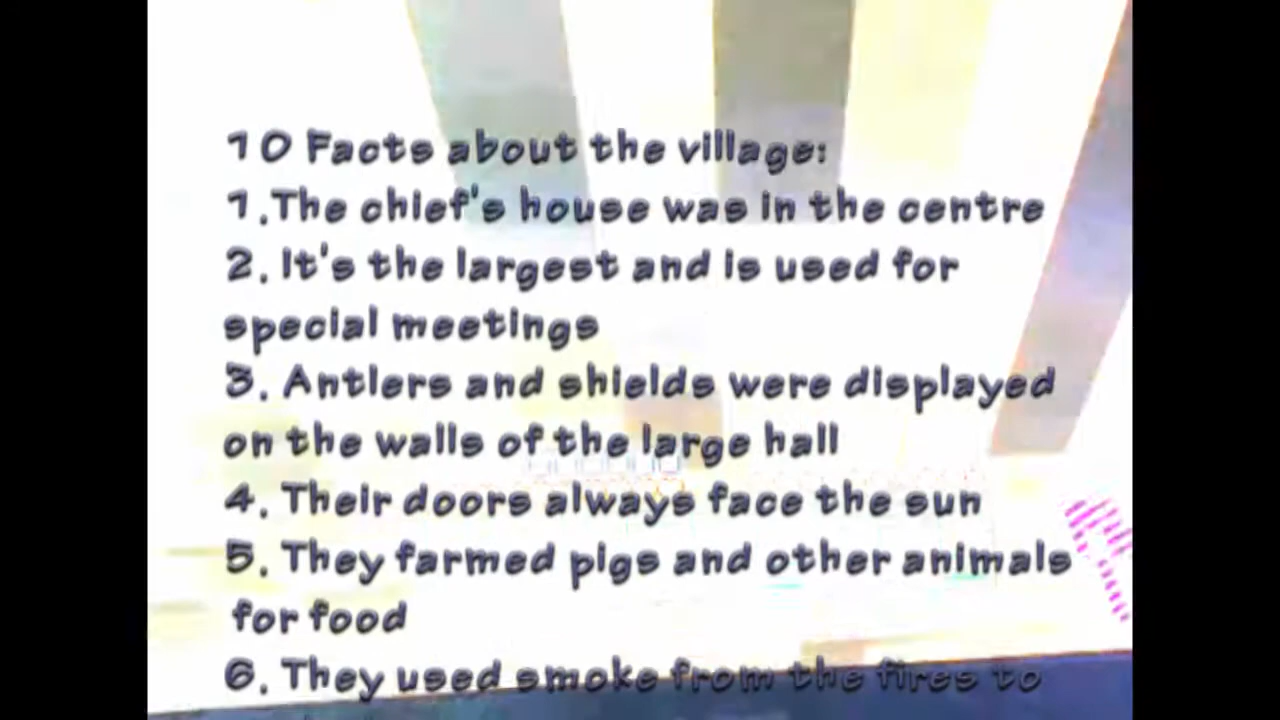 10 Facts about the village:
1.The chief's house was in the centre
2. It's the largest and is used for
special meetings
3. Antlers and shields were displayed
on the walls of the large hall
4. Their doors always face the sun
5. They farmed pigs and other animals
for food
6. They used smoke from the fires to